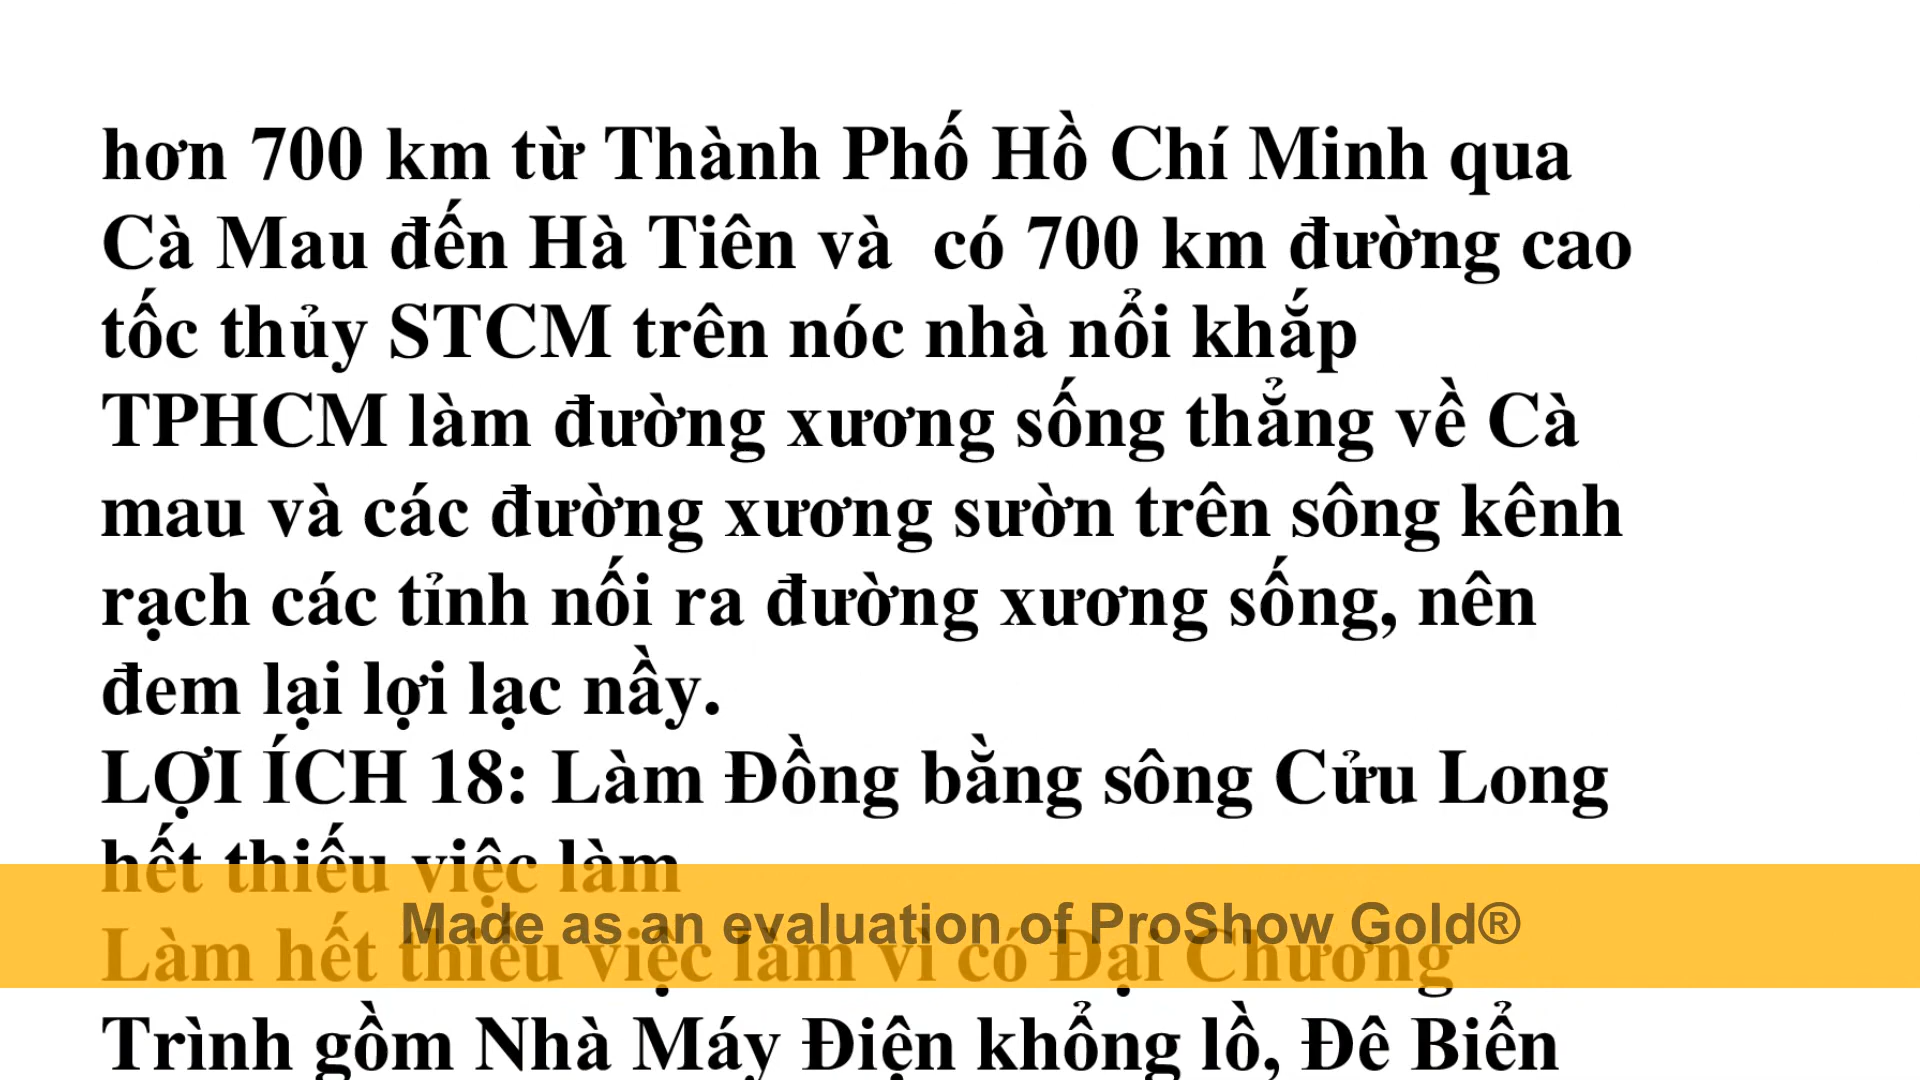 hơn 700 km từ Thành Phố Hồ Chí Minh qua
Cà Mau đến Hà Tiên và  có 700 km đường cao
tốc thủy STCM trên nóc nhà nổi khắp
TPHCM làm đường xương sống thẳng về Cà
mau và các đường xương sườn trên sông kênh
rạch các tỉnh nối ra đường xương sống, nên
đem lại lợi lạc nầy.
LỢI ÍCH 18: Làm Đồng bằng sông Cửu Long
hết thiếu việc làm
Made as an evaluation of ProShow Gold®
Làm hết thiếu việc làm vì có Đại Chương
Trình gồm Nhà Máy Điện khổng lồ, Đê Biển